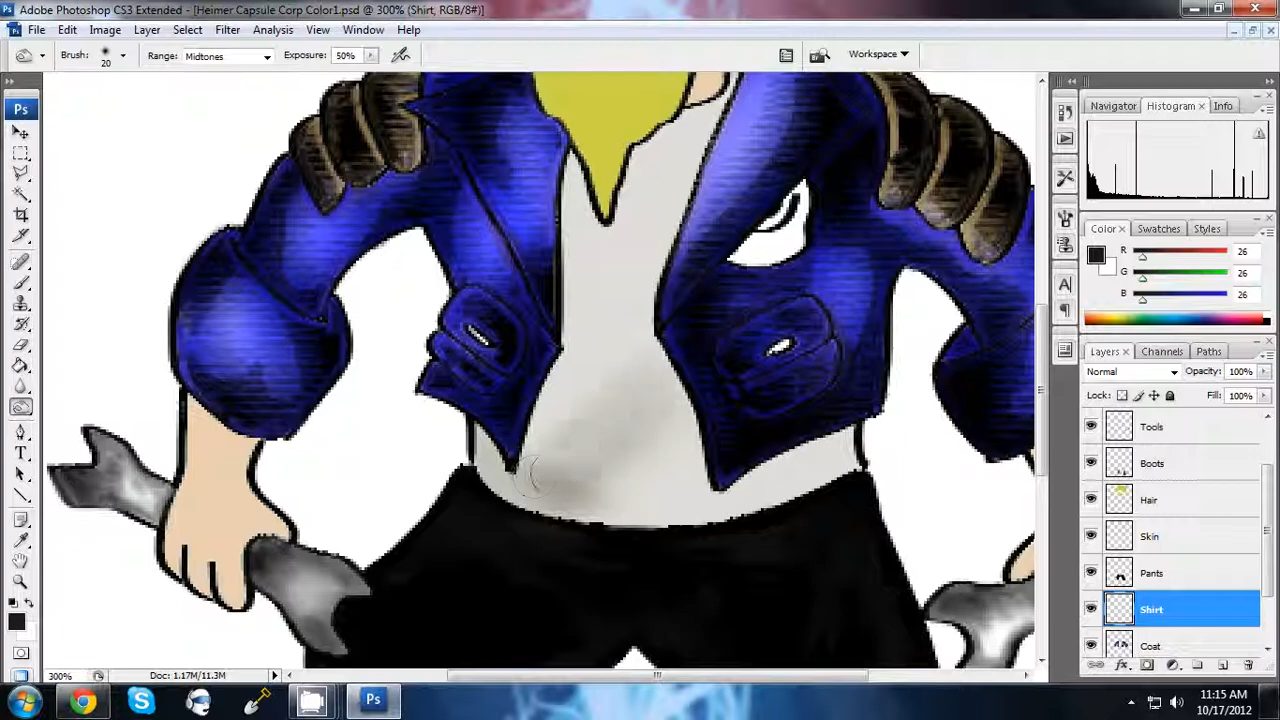 Adobe Photoshop CS3 Extended - [Heimer Capsule Corp Color1.psd @ 300% (Shirt, RGB/8#)]
File Edit Image Layer Select Filter Analysis View Window Help
Brush: 20 Range: Midtones Exposure: 50% Workspace
Ps
Navigator Histogram Info
Color Swatches Styles
R 26
G 26
B 26
Layers Channels Paths
Normal Opacity: 100%
Lock: Fill: 100%
Tools
Boots
Hair
Skin
Pants
Shirt
Coat
300% Doc: 1.17M/11.3M
Ps
11:15 AM
10/17/2012